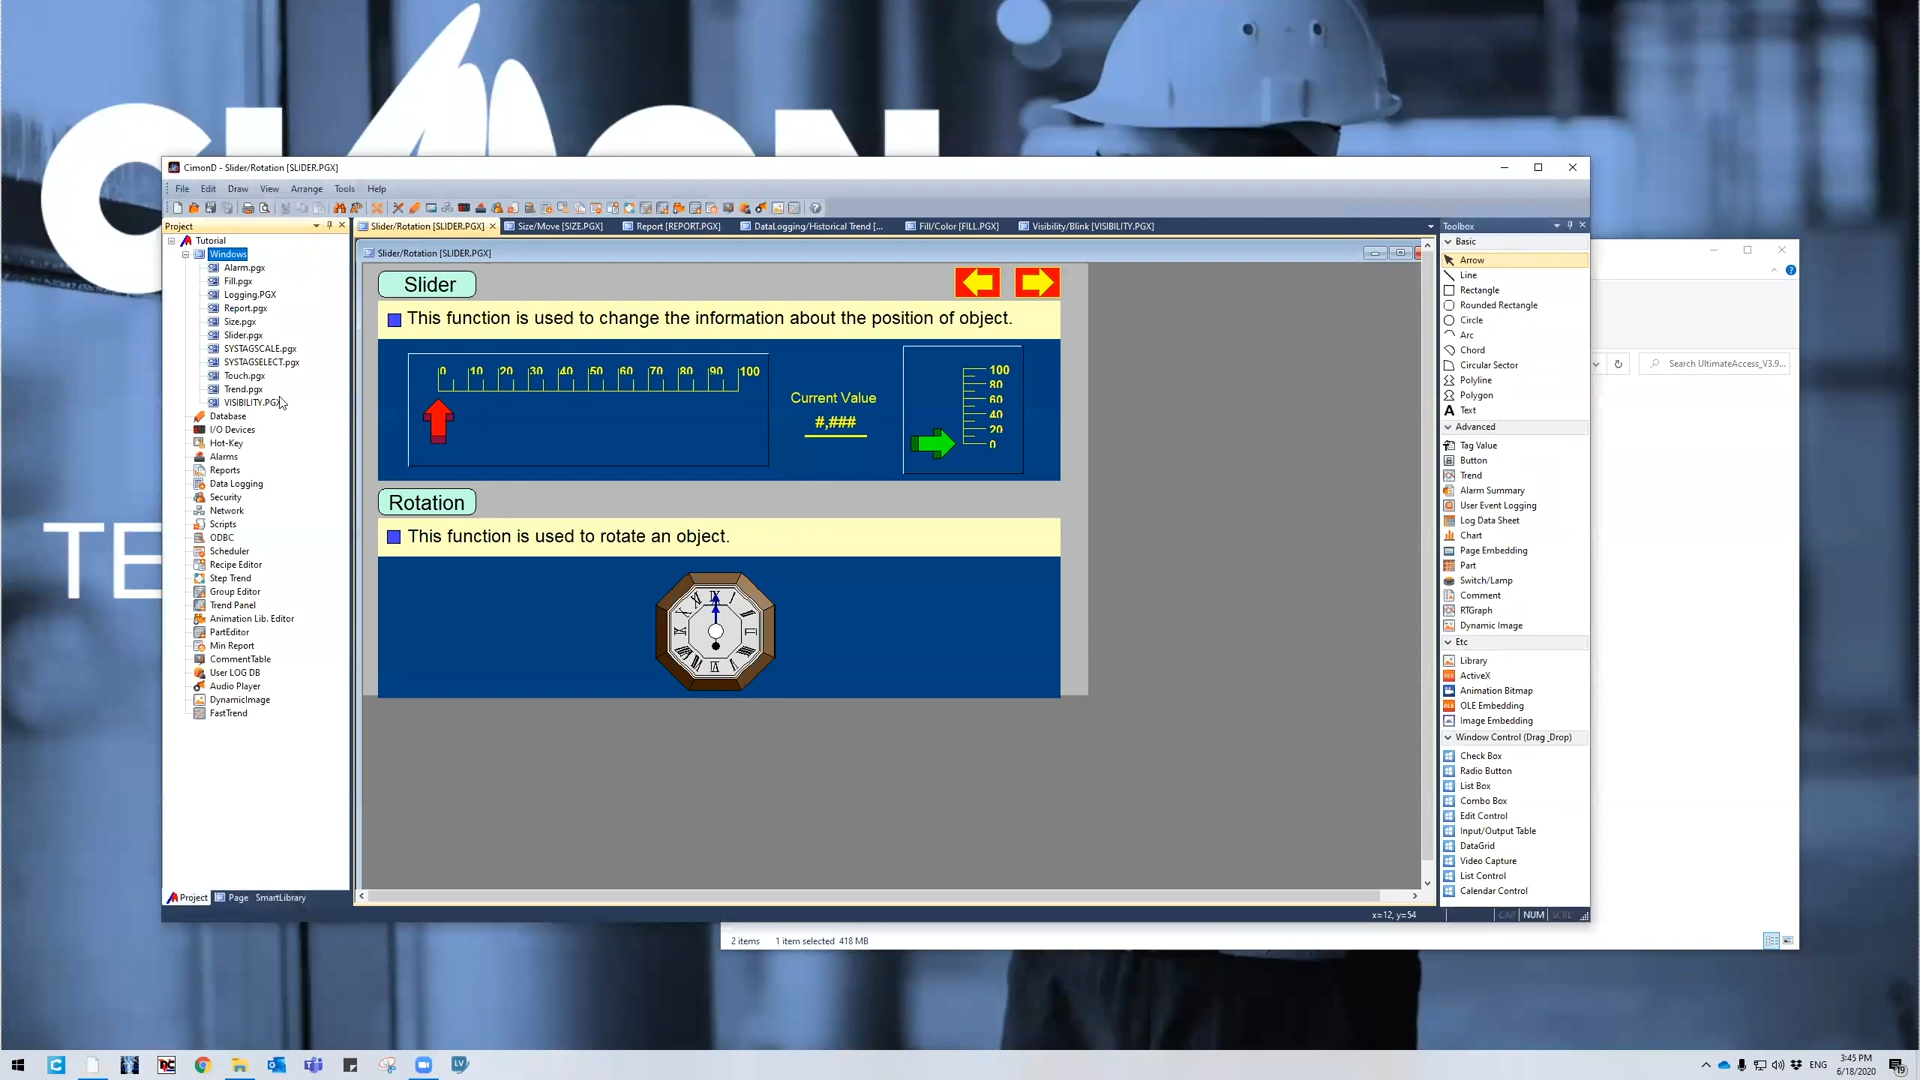 CIMON
TE
CimonD - Slider/Rotation [SLIDER.PGX]
File Edit Draw View Arrange Tools Help
Project
Slider/Rotation [SLIDER.PGX] Size/Move [SIZE.PGX] Report [REPORT.PGX] DataLogging/Historical Trend [... Fill/Color [FILL.PGX] Visibility/Blink [VISIBILITY.PGX]
Toolbox
Tutorial
Windows
Alarm.pgx
Fill.pgx
Logging.PGX
Report.pgx
Size.pgx
Slider.pgx
SYSTAGSCALE.pgx
SYSTAGSELECT.pgx
Touch.pgx
Trend.pgx
VISIBILITY.PGX
Database
I/O Devices
Hot-Key
Alarms
Reports
Data Logging
Security
Network
Scripts
ODBC
Scheduler
Recipe Editor
Step Trend
Group Editor
Trend Panel
Animation Lib. Editor
PartEditor
Min Report
CommentTable
User LOG DB
Audio Player
DynamicImage
FastTrend
Project Page SmartLibrary
Slider/Rotation [SLIDER.PGX]
Slider
This function is used to change the information about the position of object.
0 10 20 30 40 50 60 70 80 90 100
Current Value
#,###
100
80
60
40
20
0
Rotation
This function is used to rotate an object.
Basic
Arrow
Line
Rectangle
Rounded Rectangle
Circle
Arc
Chord
Circular Sector
Polyline
Polygon
Text
Advanced
Tag Value
Button
Trend
Alarm Summary
User Event Logging
Log Data Sheet
Chart
Page Embedding
Part
Switch/Lamp
Comment
RTGraph
Dynamic Image
Etc
Library
ActiveX
Animation Bitmap
OLE Embedding
Image Embedding
Window Control (Drag_Drop)
Check Box
Radio Button
List Box
Combo Box
Edit Control
Input/Output Table
DataGrid
Video Capture
List Control
Calendar Control
x=12, y=54
CAP NUM SCRL
Search UltimateAccess_V3.9...
2 items 1 item selected 418 MB
ENG
3:45 PM
6/18/2020
19